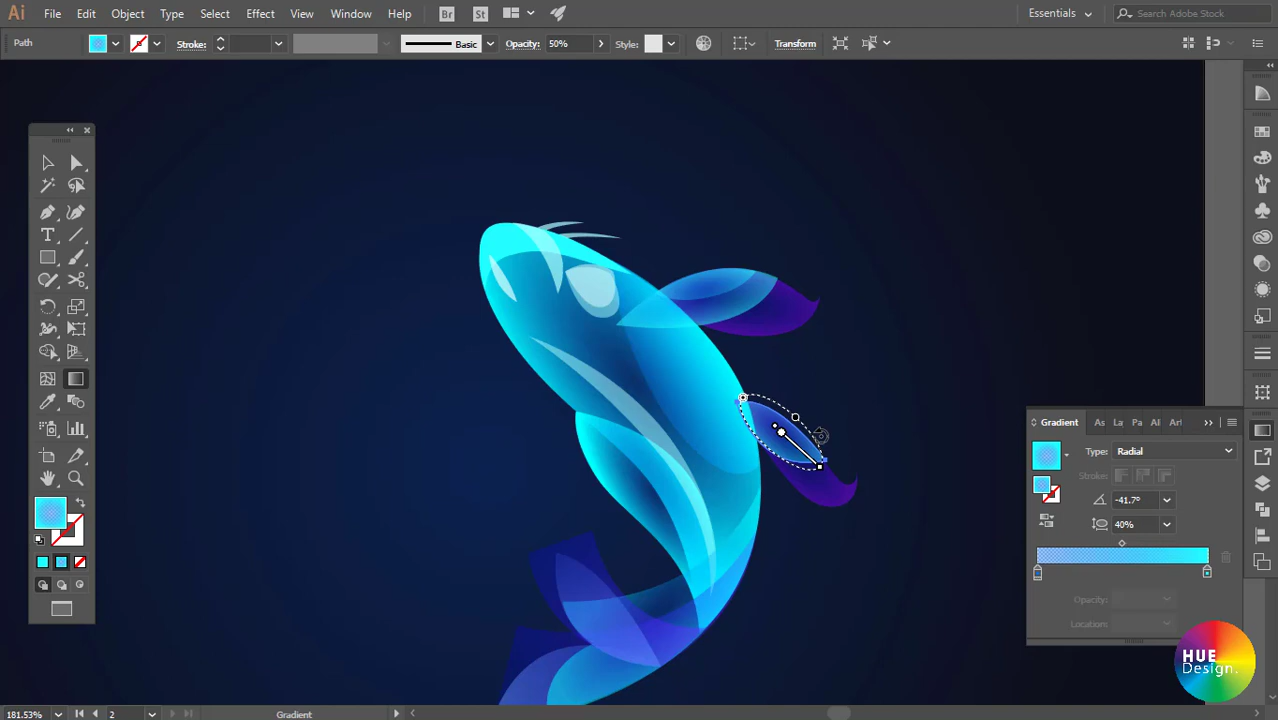 Ai File Edit Object Type Select Effect View Window Help Br St Essentials Search Adobe Stock
Path Stroke: Basic Opacity: 50% Style: Transform
Gradient As La Pa Al Art
Type: Radial
Stroke:
-41.7°
40%
Opacity:
Location:
HUE
Design.
181.53% 2 Gradient